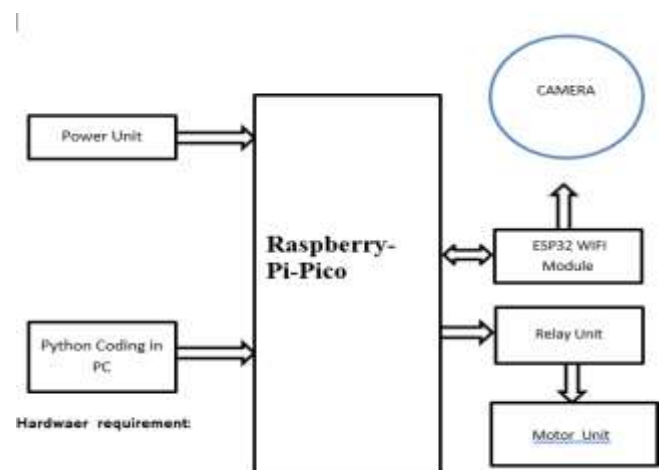 CAMERA
Power Unit
Raspberry-
Pi-Pico
ESP32 WIFI
Module
Python Coding in
PC
Relay Unit
Hardwaer requirement:
Motor Unit